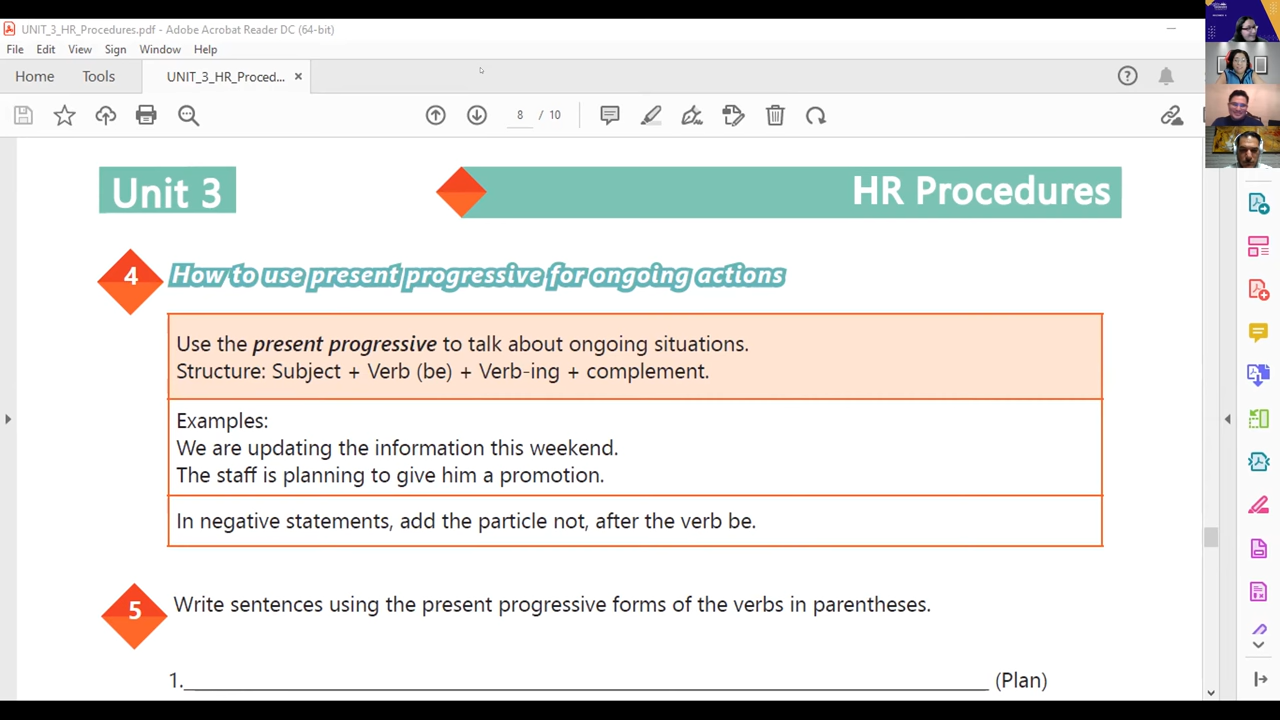 UNIT_3_HR_Procedures.pdf - Adobe Acrobat Reader DC (64-bit)
File Edit View Sign Window Help
Home Tools UNIT_3_HR_Proced... ×
8 / 10
Unit 3
HR Procedures
4 How to use present progressive for ongoing actions
Use the present progressive to talk about ongoing situations.
Structure: Subject + Verb (be) + Verb-ing + complement.
Examples:
We are updating the information this weekend.
The staff is planning to give him a promotion.
In negative statements, add the particle not, after the verb be.
5 Write sentences using the present progressive forms of the verbs in parentheses.
1.______________________________ (Plan)